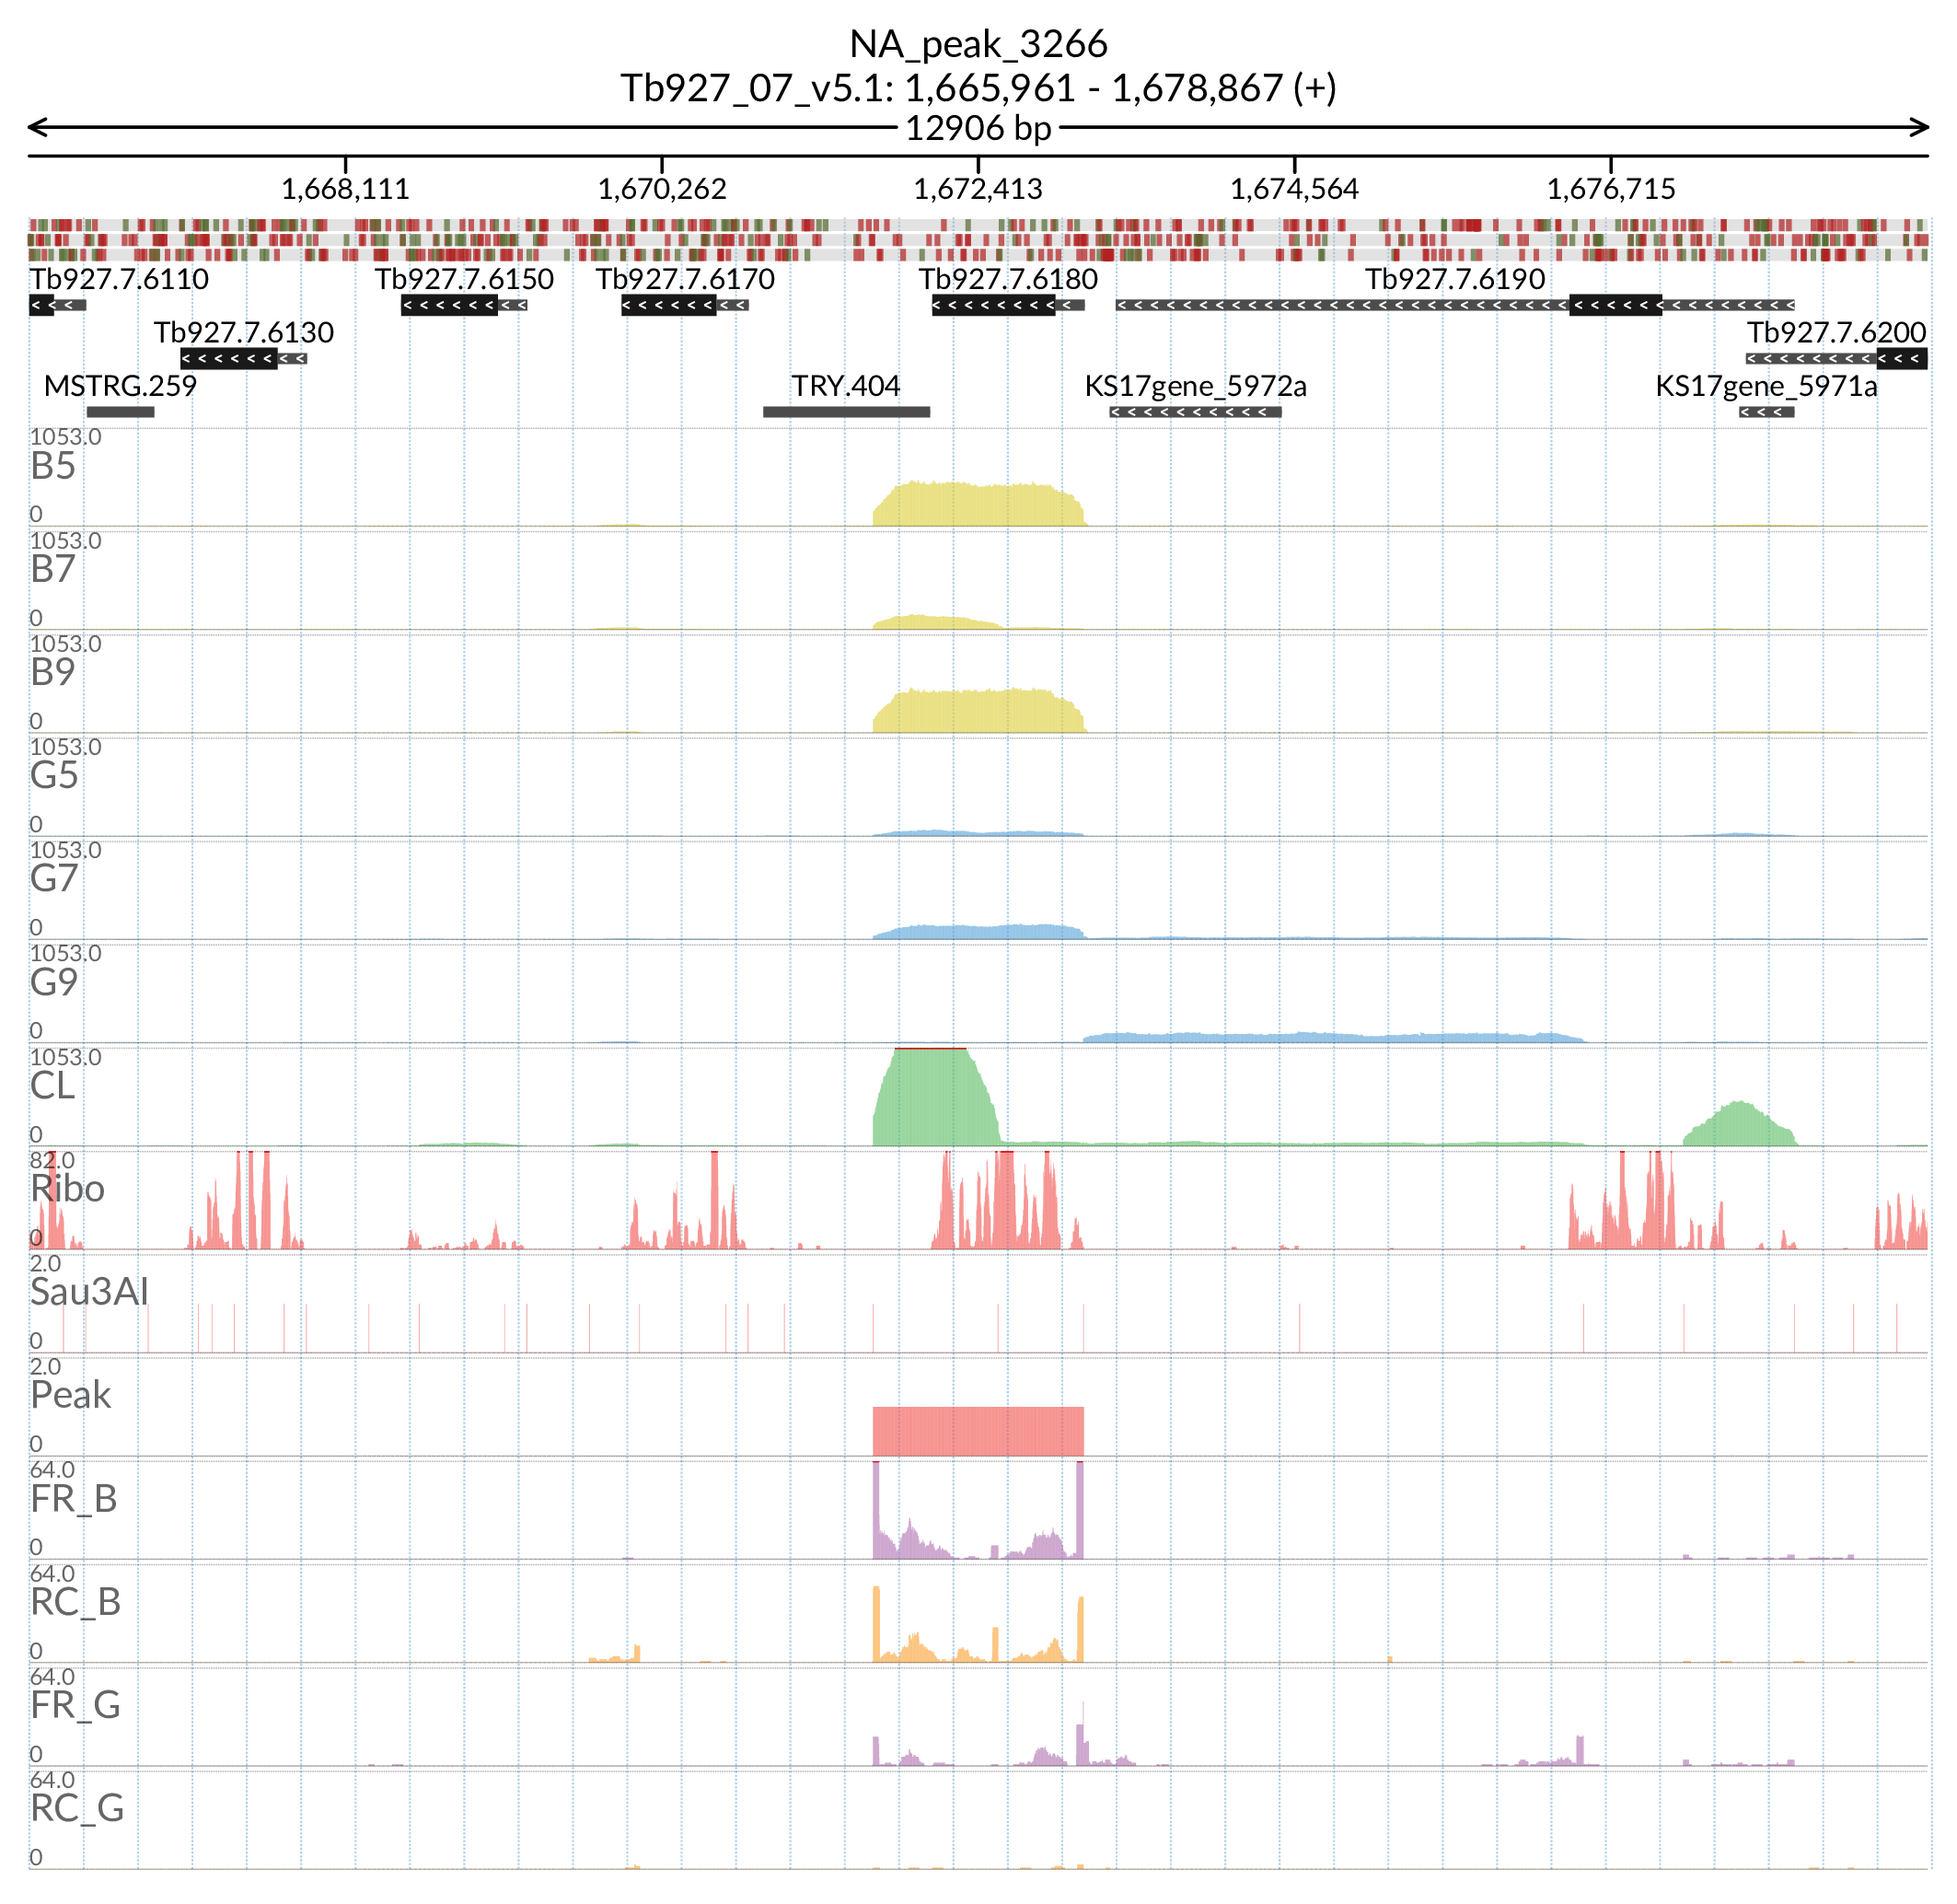 NA_peak_3266
Tb927_07_v5.1: 1,665,961 - 1,678,867 (+)
12906 bp
1,668,111 1,670,262 1,672,413 1,674,564 1,676,715
Tb927.7.6110 Tb927.7.6150 Tb927.7.6170 Tb927.7.6180 Tb927.7.6190
Tb927.7.6130 Tb927.7.6200
MSTRG.259 TRY.404 KS17gene_5972a KS17gene_5971a
1053.0
B5
0
1053.0
B7
0
1053.0
B9
0
1053.0
G5
0
1053.0
G7
0
1053.0
G9
0
1053.0
CL
0
82.0
Ribo
0
2.0
Sau3AI
0
2.0
Peak
0
64.0
FR_B
0
64.0
RC_B
0
64.0
FR_G
0
64.0
RC_G
0